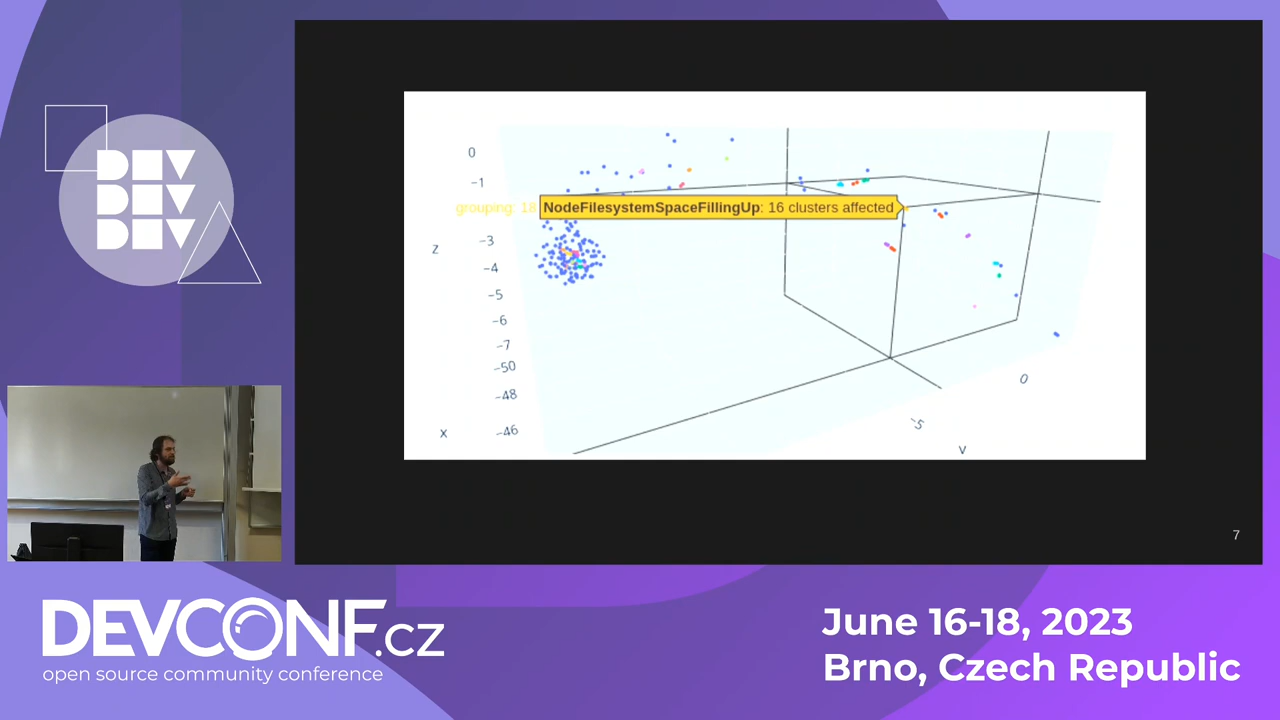 DEV
DEV
DEV
0
−1
grouping: 18
NodeFilesystemSpaceFillingUp: 16 clusters affected
z
−3
−4
−5
−6
−7
−50
−48
x
−46
0
−5
7
DEVCONF.cz
open source community conference
June 16-18, 2023
Brno, Czech Republic